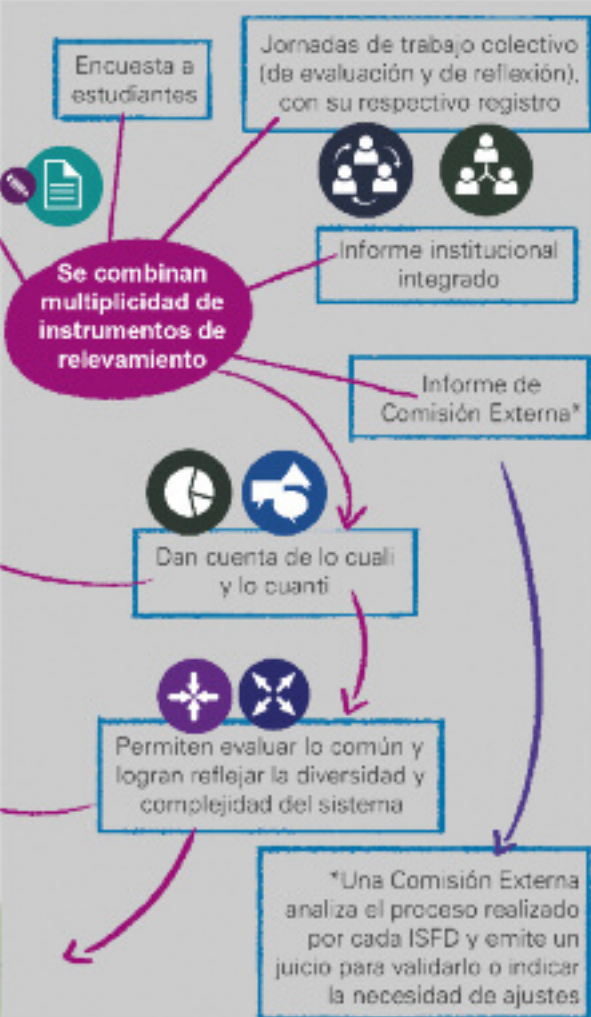 Encuesta a
estudiantes
Jornadas de trabajo colectivo
(de evaluación y de reflexión),
con su respectivo registro
Informe institucional
integrado
Se combinan
multiplicidad de
instrumentos de
relevamiento
Informe de
Comisión Externa*
Dan cuenta de lo cuali
y lo cuanti
Permiten evaluar lo común y
logran reflejar la diversidad y
complejidad del sistema
*Una Comisión Externa
analiza el proceso realizado
por cada ISFD y emite un
juicio para validarlo o indicar
la necesidad de ajustes